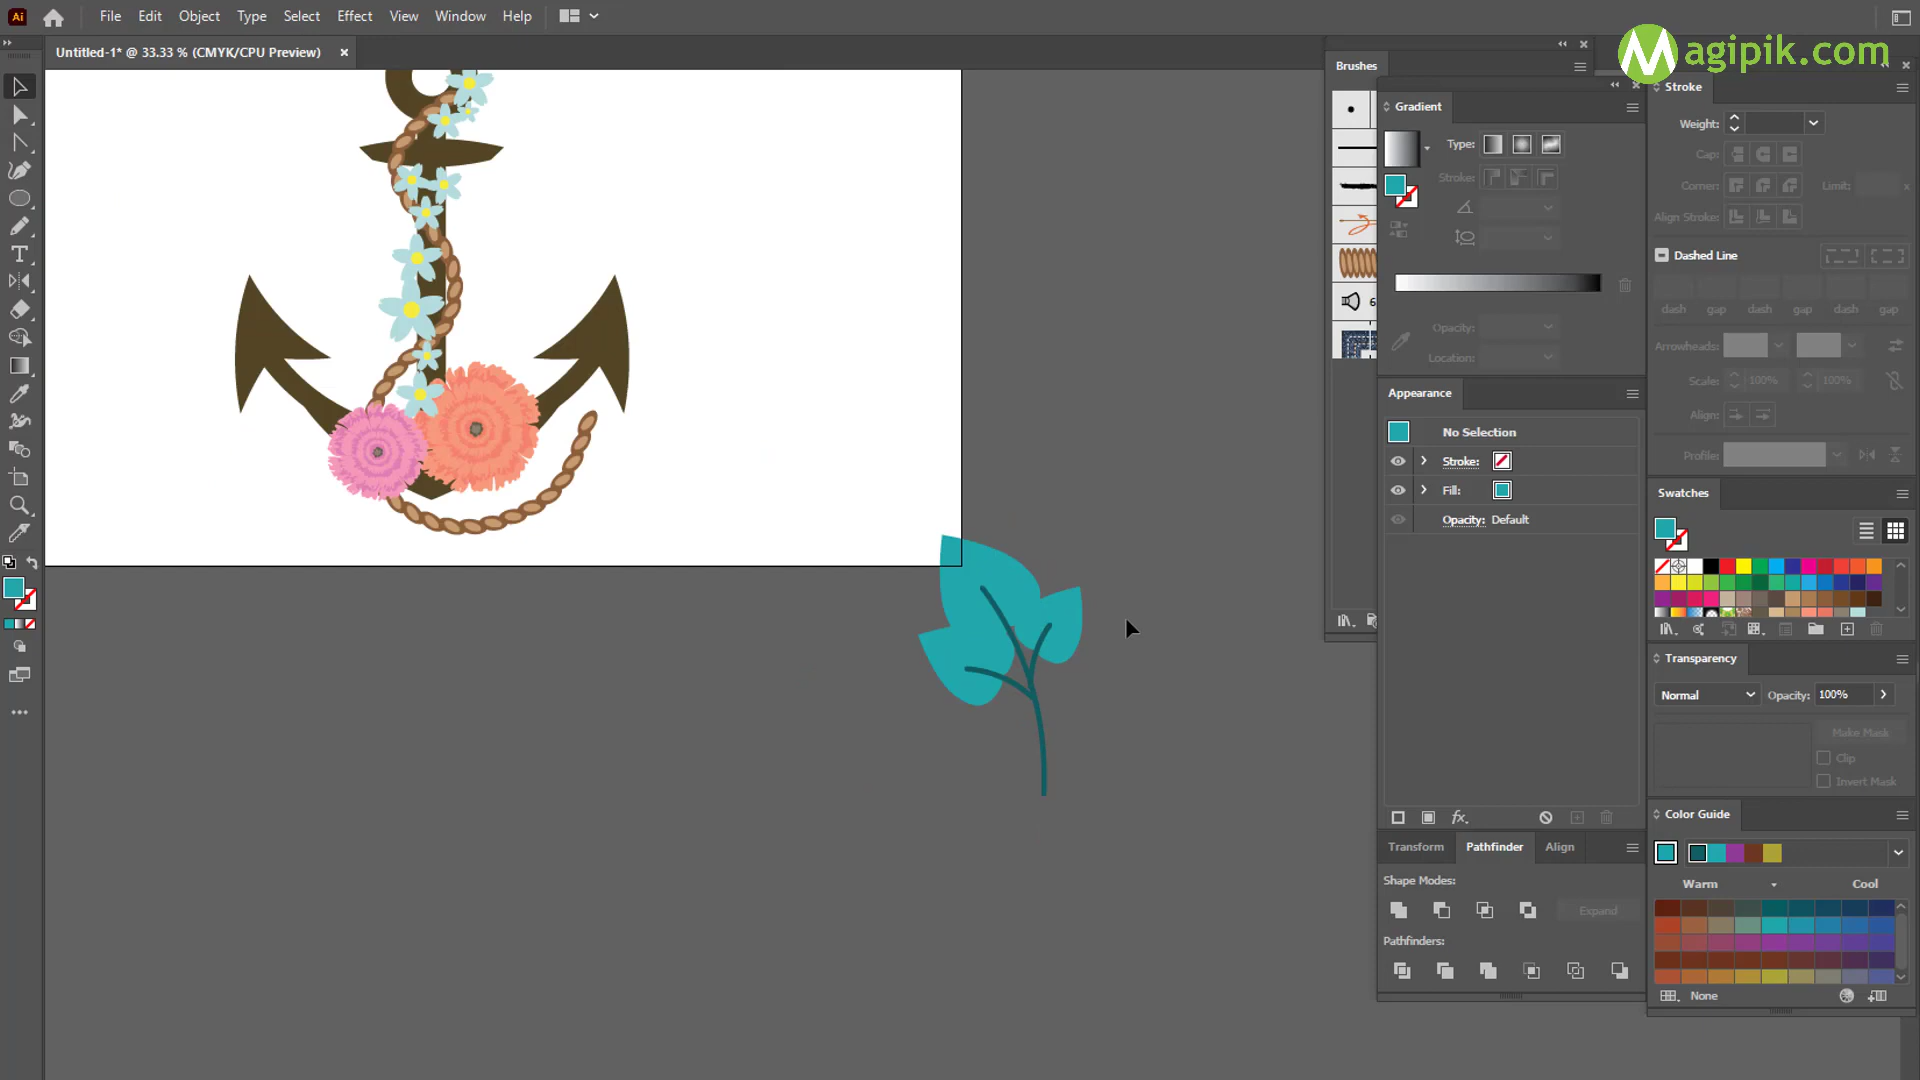 Ai File Edit Object Type Select Effect View Window Help
Untitled-1* @ 33.33 % (CMYK/CPU Preview)
Magipik.com
Brushes
6
Gradient
Type:
Stroke:
Opacity:
Location:
Appearance
No Selection
Stroke:
Fill:
Opacity: Default
fx.
Transform Pathfinder Align
Shape Modes:
Expand
Pathfinders:
Stroke
Weight:
Cap:
Corner: Limit: x
Align Stroke:
Dashed Line
dash gap dash gap dash gap
Arrowheads:
Scale: 100% 100%
Align:
Profile:
Swatches
Transparency
Normal Opacity: 100%
Make Mask
Clip
Invert Mask
Color Guide
Warm Cool
None